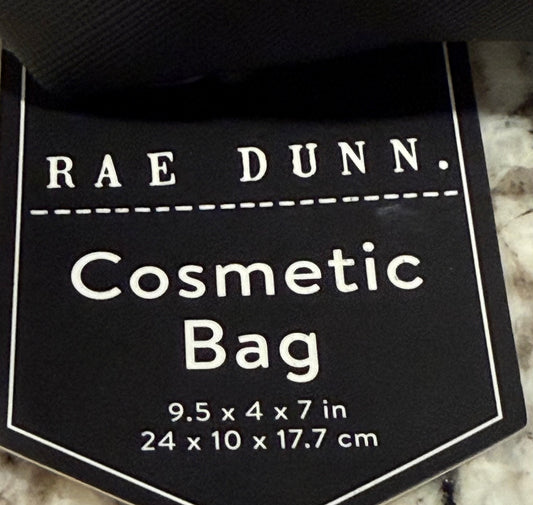 RAE DUNN.
Cosmetic
Bag
9.5 x 4 x 7 in
24 x 10 x 17.7 cm